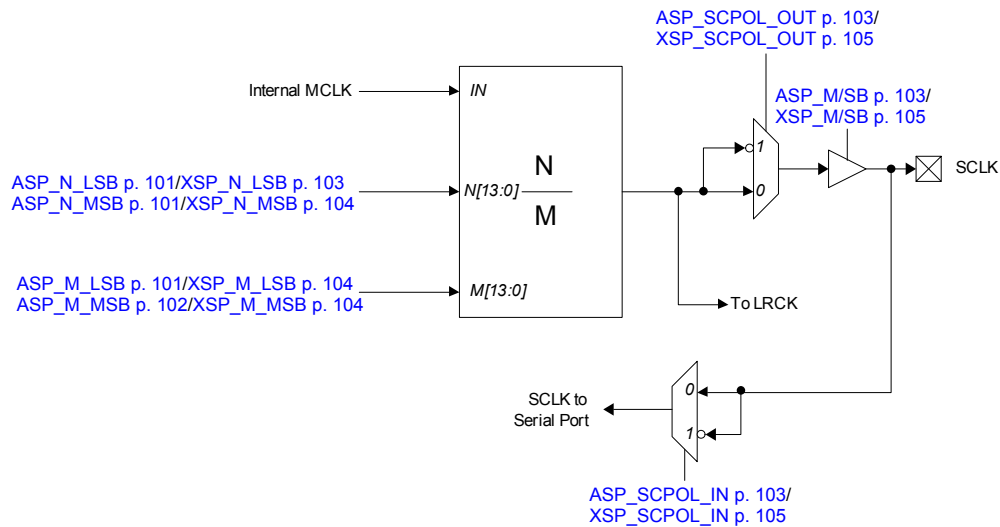 ASP_SCPOL_OUT p. 103/
XSP_SCPOL_OUT p. 105
ASP_M/SB p. 103/
XSP_M/SB p. 105
Internal MCLK
IN
1
SCLK
ASP_N_LSB p. 101/XSP_N_LSB p. 103
ASP_N_MSB p. 101/XSP_N_MSB p. 104
N[13:0]
N
M
0
ASP_M_LSB p. 101/XSP_M_LSB p. 104
ASP_M_MSB p. 102/XSP_M_MSB p. 104
M[13:0]
To LRCK
0
SCLK to
Serial Port
1
ASP_SCPOL_IN p. 103/
XSP_SCPOL_IN p. 105